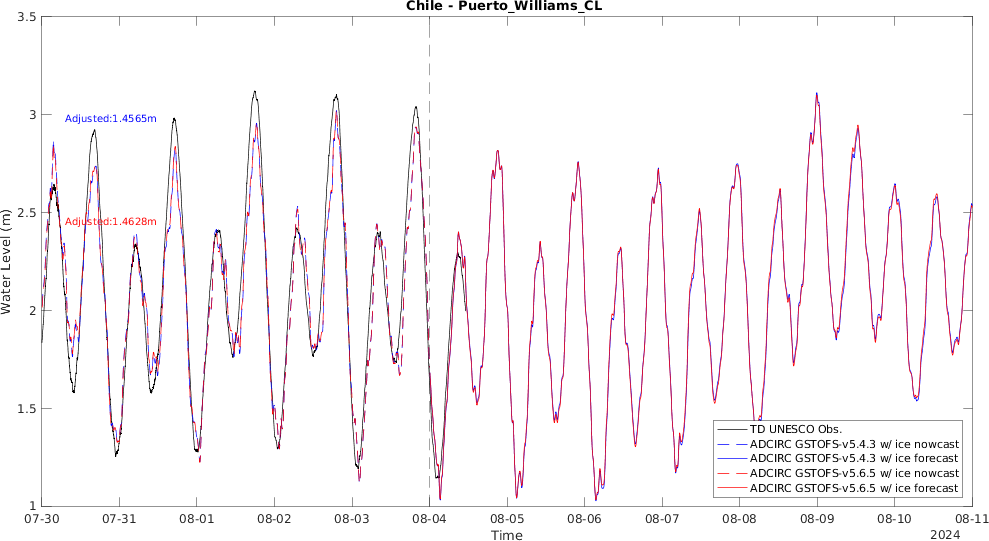 Chile - Puerto_Williams_CL
3.5
3
2.5
2
1.5
1
Water Level (m)
Adjusted:1.4565m
Adjusted:1.4628m
TD UNESCO Obs.
ADCIRC GSTOFS-v5.4.3 w/ ice nowcast
ADCIRC GSTOFS-v5.4.3 w/ ice forecast
ADCIRC GSTOFS-v5.6.5 w/ ice nowcast
ADCIRC GSTOFS-v5.6.5 w/ ice forecast
07-30 07-31 08-01 08-02 08-03 08-04 08-05 08-06 08-07 08-08 08-09 08-10 08-11
Time
2024